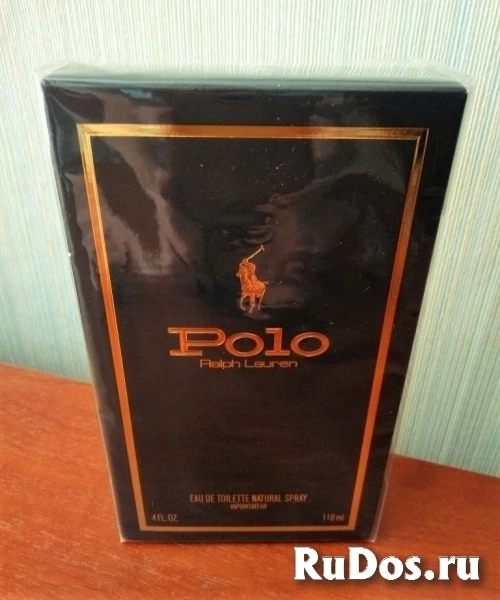 Polo
Ralph Lauren
EAU DE TOILETTE NATURAL SPRAY
VAPORISATEUR
4 FL. OZ 118 ml
RuDos.ru